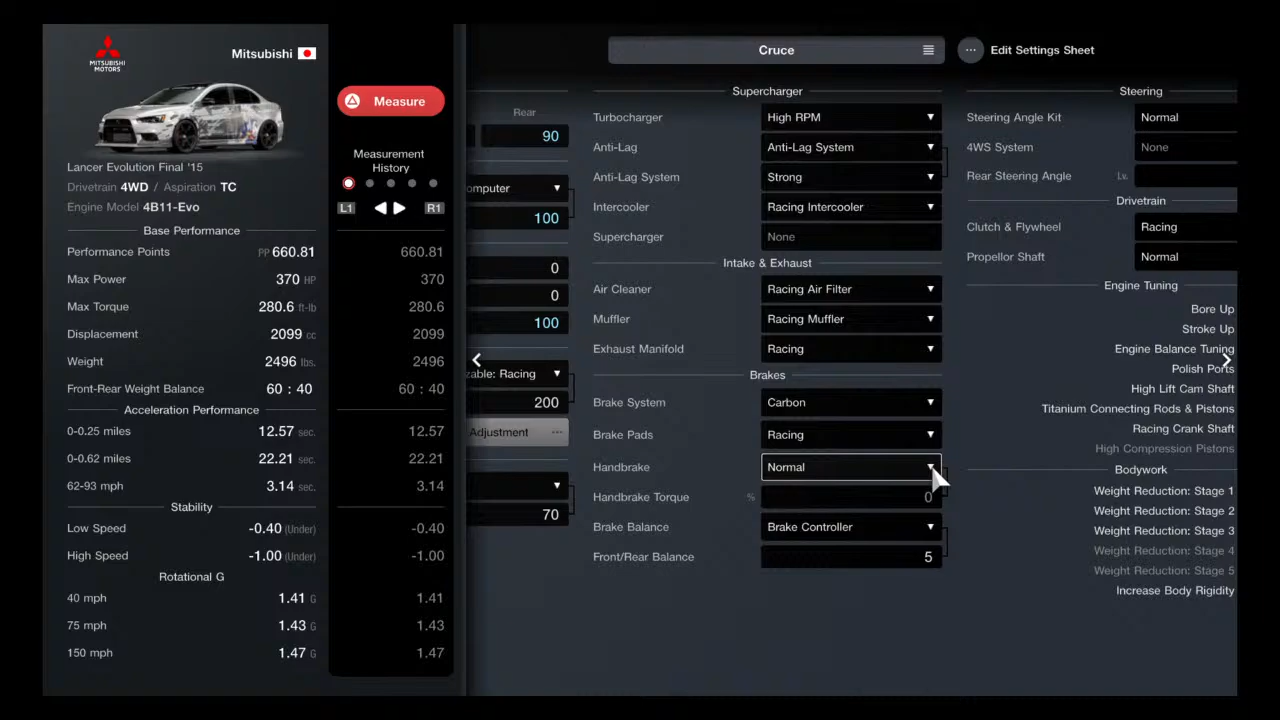 MITSUBISHI
MOTORS
Mitsubishi
Lancer Evolution Final '15
Drivetrain 4WD / Aspiration TC
Engine Model 4B11-Evo
Base Performance
Performance Points PP 660.81
Max Power 370 HP
Max Torque 280.6 ft-lb
Displacement 2099 cc
Weight 2496 lbs.
Front-Rear Weight Balance 60 : 40
Acceleration Performance
0-0.25 miles 12.57 sec.
0-0.62 miles 22.21 sec.
62-93 mph 3.14 sec.
Stability
Low Speed -0.40 (Under)
High Speed -1.00 (Under)
Rotational G
40 mph 1.41 G
75 mph 1.43 G
150 mph 1.47 G
Measure
Measurement
History
L1 R1
660.81
370
280.6
2099
2496
60 : 40
12.57
22.21
3.14
-0.40
-1.00
1.41
1.43
1.47
Cruce
Edit Settings Sheet
Rear
90
omputer
100
0
0
100
zable: Racing
200
Adjustment
70
Supercharger
Turbocharger High RPM
Anti-Lag Anti-Lag System
Anti-Lag System Strong
Intercooler Racing Intercooler
Supercharger None
Intake & Exhaust
Air Cleaner Racing Air Filter
Muffler Racing Muffler
Exhaust Manifold Racing
Brakes
Brake System Carbon
Brake Pads Racing
Handbrake Normal
Handbrake Torque % 0
Brake Balance Brake Controller
Front/Rear Balance 5
Steering
Steering Angle Kit Normal
4WS System None
Rear Steering Angle Lv.
Drivetrain
Clutch & Flywheel Racing
Propellor Shaft Normal
Engine Tuning
Bore Up
Stroke Up
Engine Balance Tuning
Polish Ports
High Lift Cam Shaft
Titanium Connecting Rods & Pistons
Racing Crank Shaft
High Compression Pistons
Bodywork
Weight Reduction: Stage 1
Weight Reduction: Stage 2
Weight Reduction: Stage 3
Weight Reduction: Stage 4
Weight Reduction: Stage 5
Increase Body Rigidity